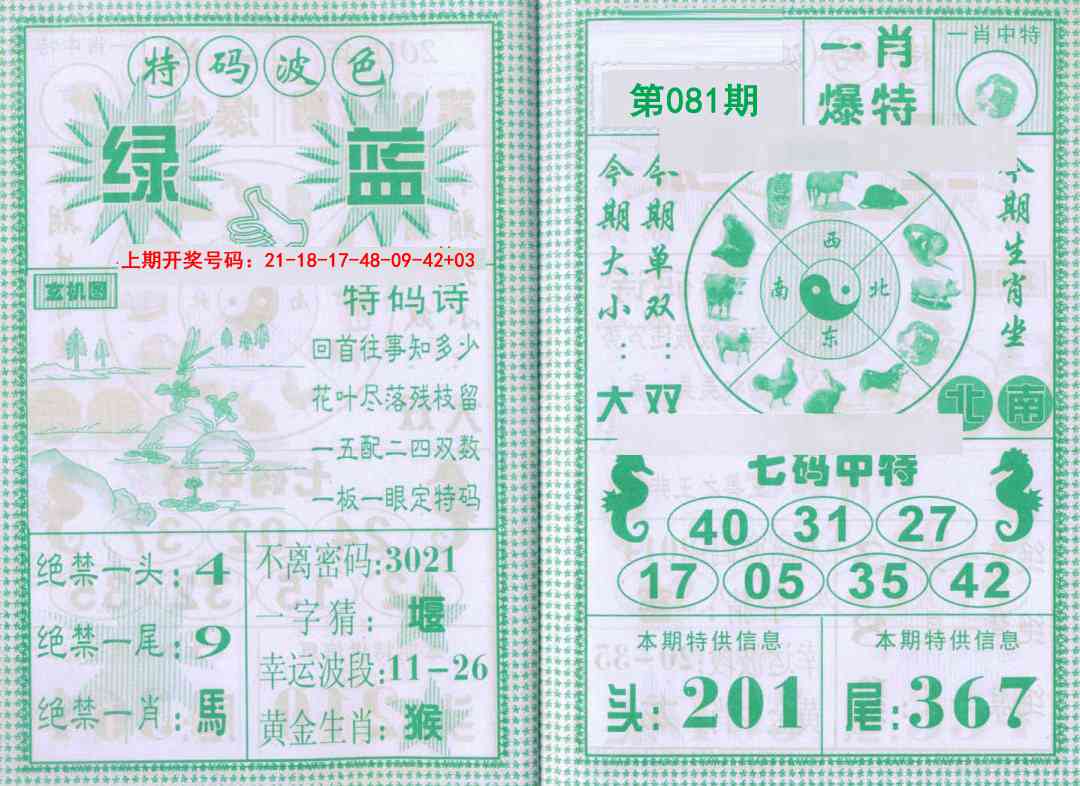 特码波色
绿 蓝
上期开奖号码：21-18-17-48-09-42+03
玄机图
特码诗
回首往事知多少
花叶尽落残枝留
一五配二四双数
一板一眼定特码
绝禁一头:4
绝禁一尾:9
绝禁一肖:馬
不离密码:3021
一字猜：堰
幸运波段:11-26
黄金生肖:猴
第081期
一肖
爆特
一肖中特
今期大小：大
今期单双：双
西
南 北
东
今期生肖坐
北 南
七码中特
40 31 27
17 05 35 42
本期特供信息
头:201
本期特供信息
尾:367